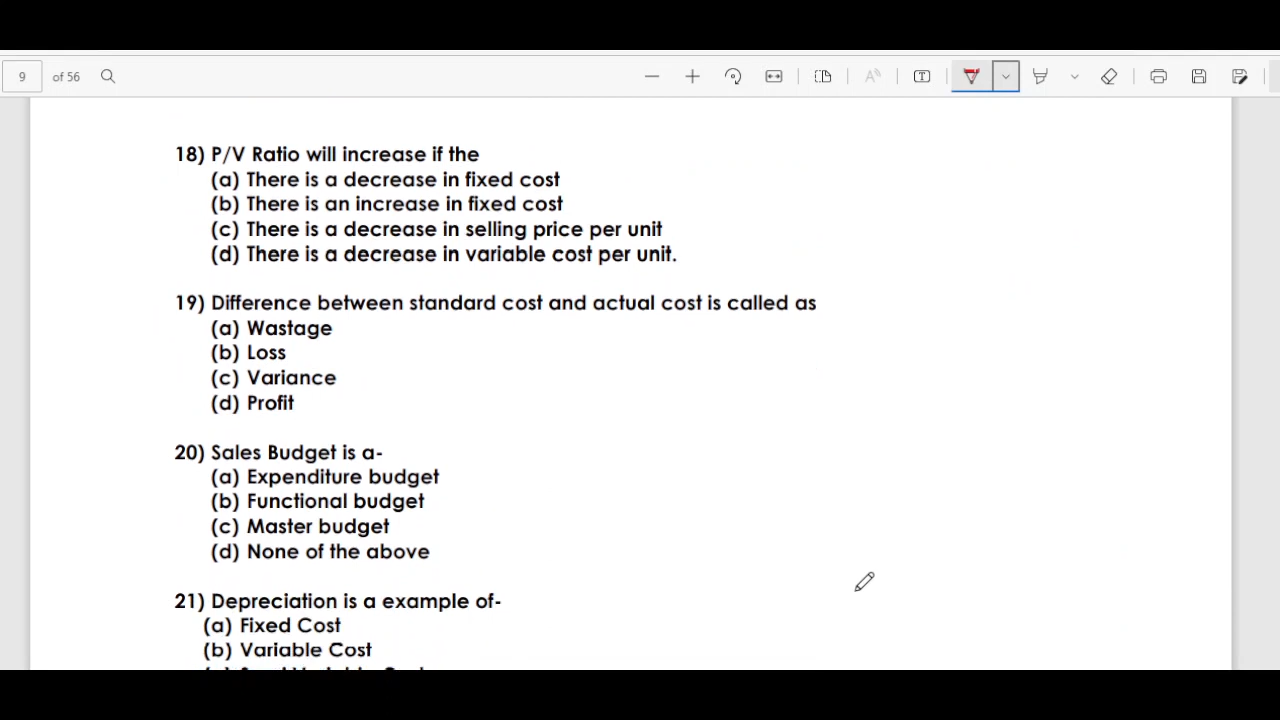 9 of 56
18) P/V Ratio will increase if the
(a) There is a decrease in fixed cost
(b) There is an increase in fixed cost
(c) There is a decrease in selling price per unit
(d) There is a decrease in variable cost per unit.
19) Difference between standard cost and actual cost is called as
(a) Wastage
(b) Loss
(c) Variance
(d) Profit
20) Sales Budget is a-
(a) Expenditure budget
(b) Functional budget
(c) Master budget
(d) None of the above
21) Depreciation is a example of-
(a) Fixed Cost
(b) Variable Cost